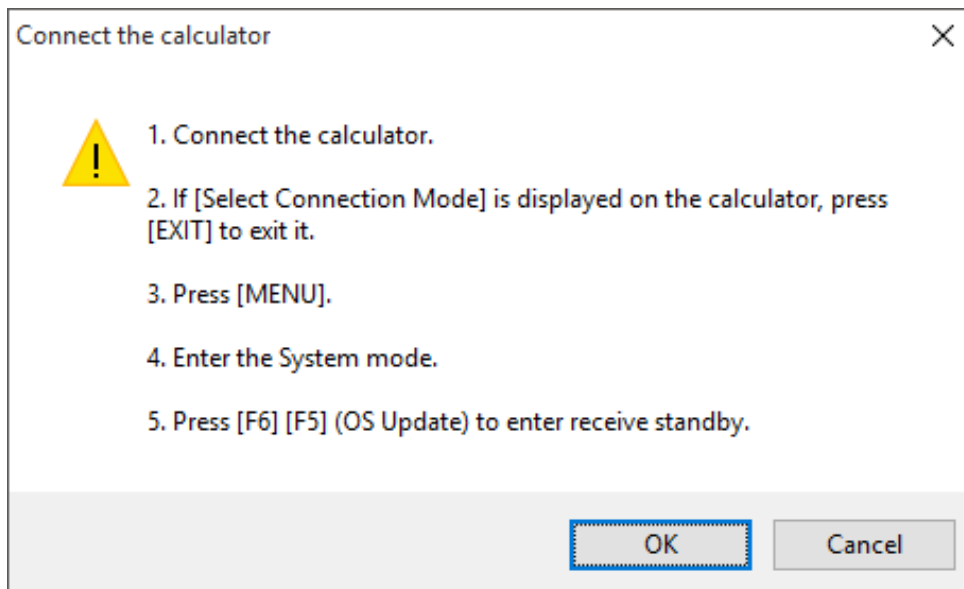 Connect the calculator
1. Connect the calculator.
2. If [Select Connection Mode] is displayed on the calculator, press
[EXIT] to exit it.
3. Press [MENU].
4. Enter the System mode.
5. Press [F6] [F5] (OS Update) to enter receive standby.
OK
Cancel